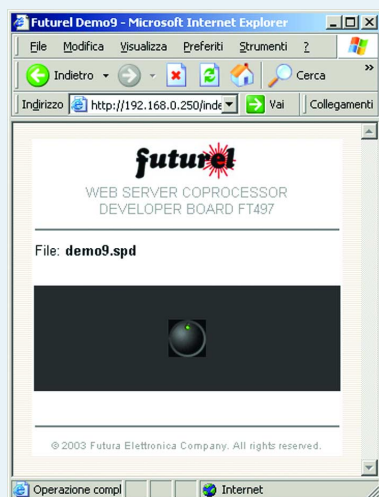 Futurel Demo9 - Microsoft Internet Explorer
File Modifica Visualizza Preferiti Strumenti ?
Indietro Cerca »
Indirizzo http://192.168.0.250/inde Vai Collegamenti
futurel
WEB SERVER COPROCESSOR
DEVELOPER BOARD FT497
File: demo9.spd
© 2003 Futura Elettronica Company. All rights reserved.
Operazione compl Internet